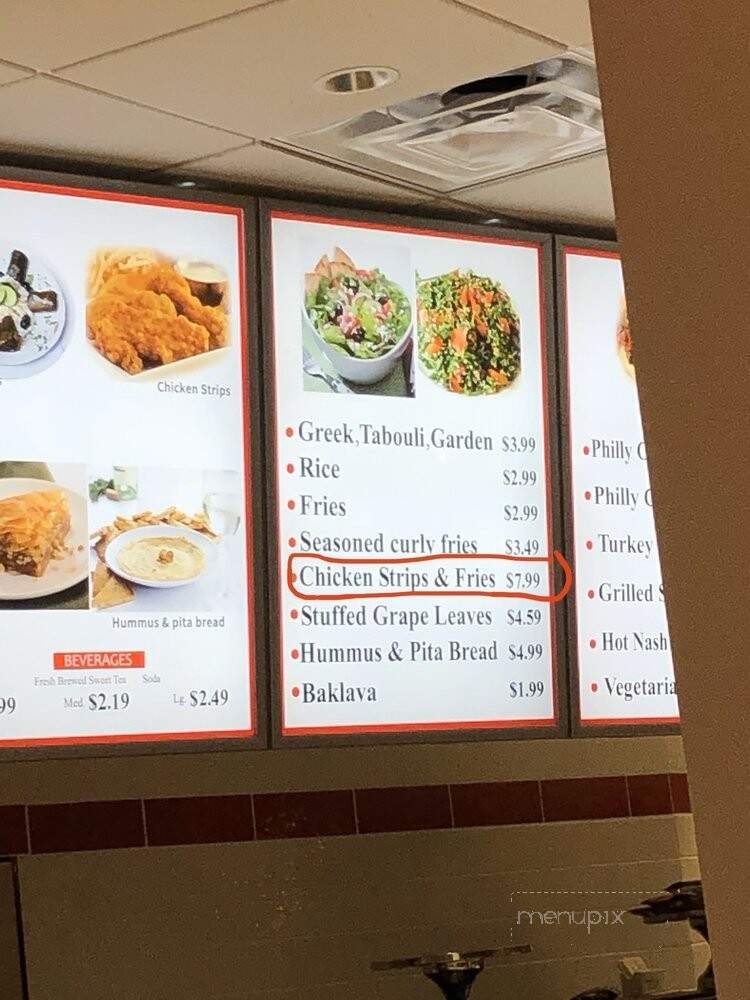 Chicken Strips
Hummus & pita bread
BEVERAGES
Fresh Brewed Sweet Tea Soda
99 Med. $2.19 Lg. $2.49
• Greek,Tabouli,Garden $3.99
• Rice $2.99
• Fries $2.99
• Seasoned curly fries $3.49
• Chicken Strips & Fries $7.99
• Stuffed Grape Leaves $4.59
• Hummus & Pita Bread $4.99
• Baklava $1.99
• Philly
• Philly
• Turkey
• Grilled
• Hot Nash
• Vegetaria
menupix